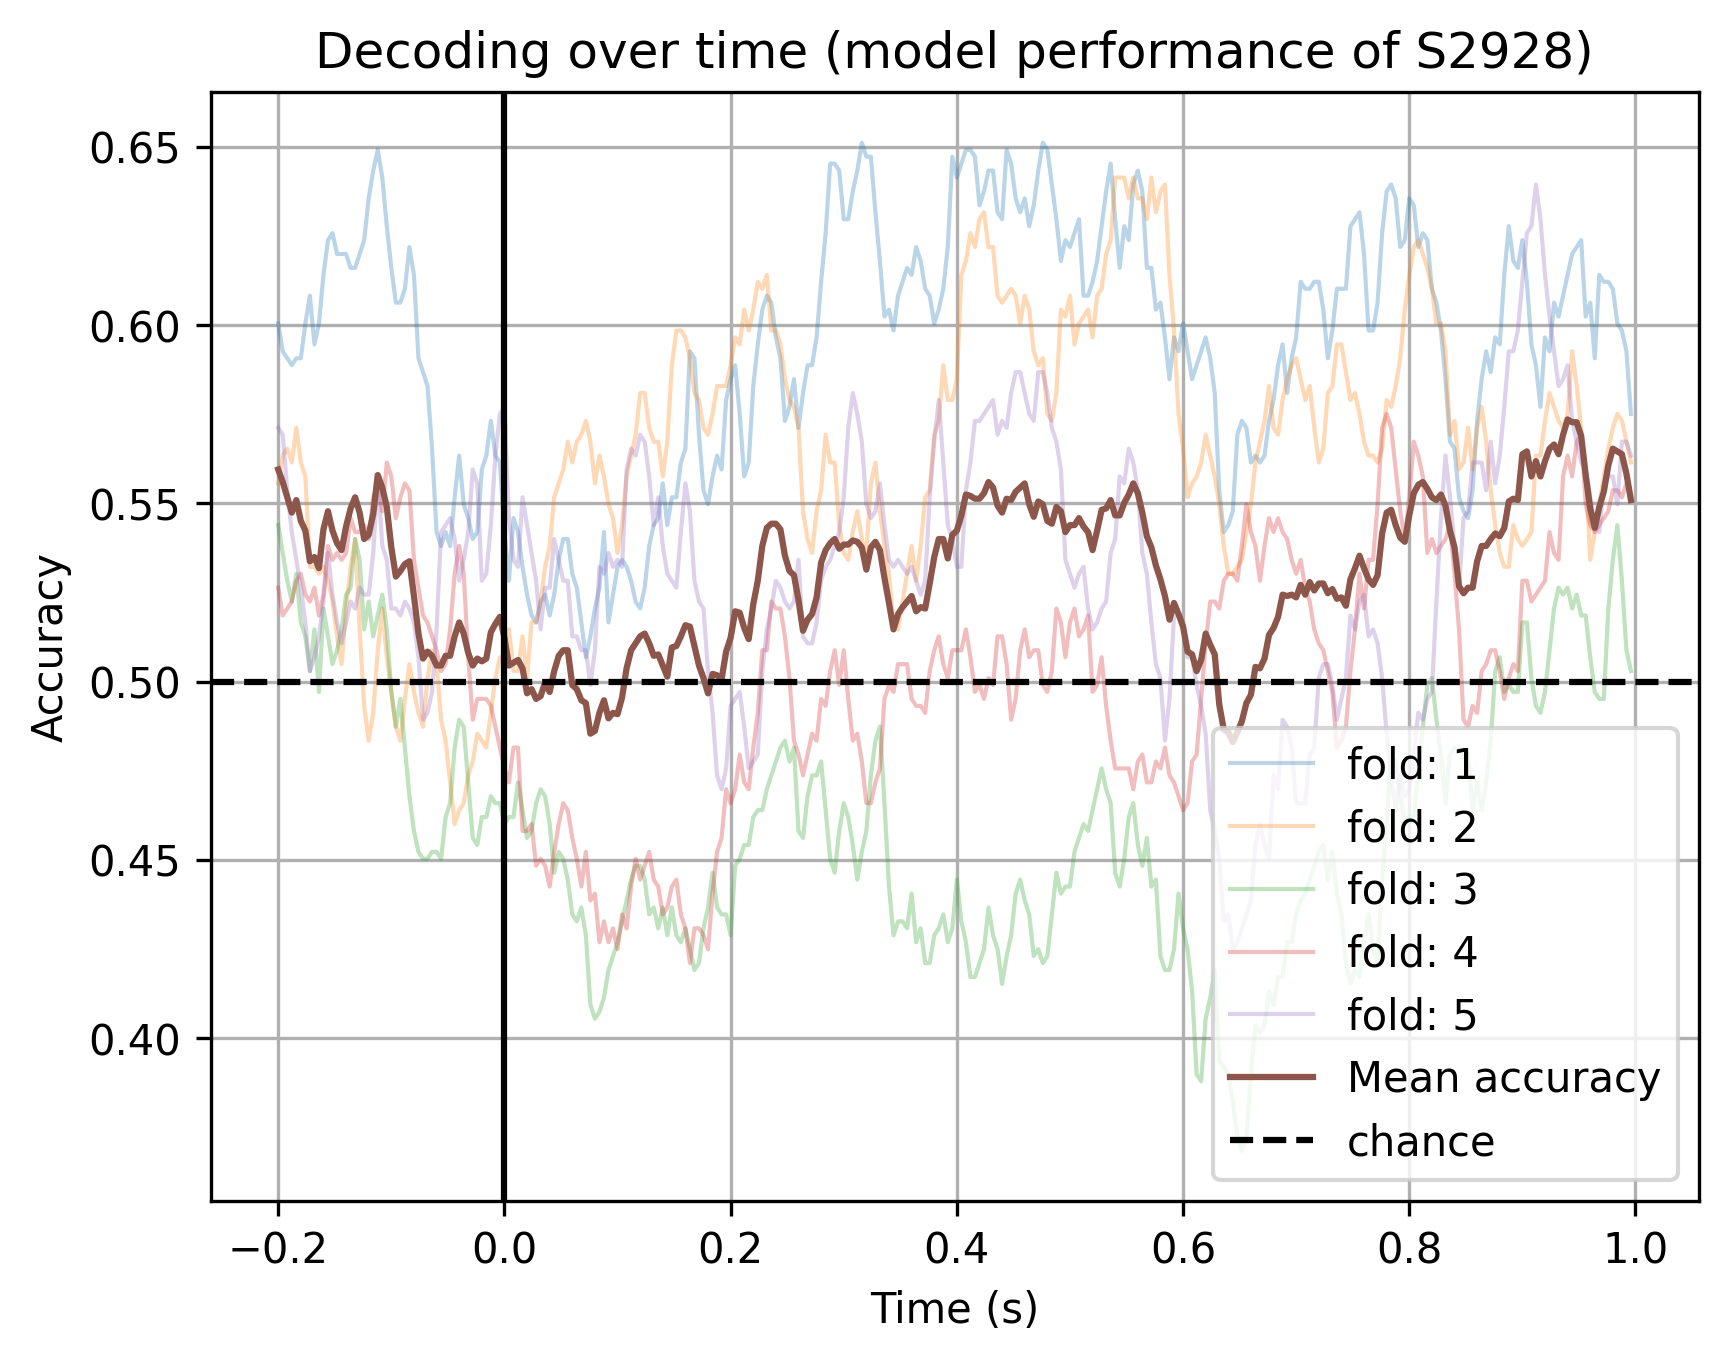 Decoding over time (model performance of S2928)
Accuracy
0.65
0.60
0.55
0.50
0.45
0.40
fold: 1
fold: 2
fold: 3
fold: 4
fold: 5
Mean accuracy
chance
−0.2
0.0
0.2
0.4
0.6
0.8
1.0
Time (s)